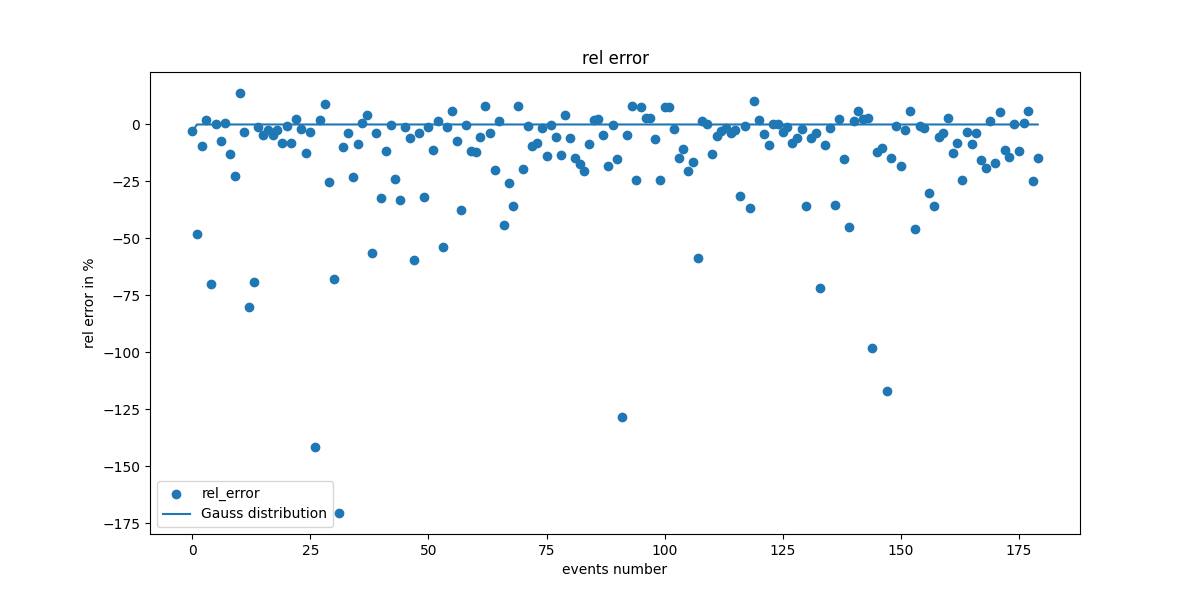 rel error
rel error in %
0
−25
−50
−75
−100
−125
−150
−175
rel_error
Gauss distribution
0 25 50 75 100 125 150 175
events number